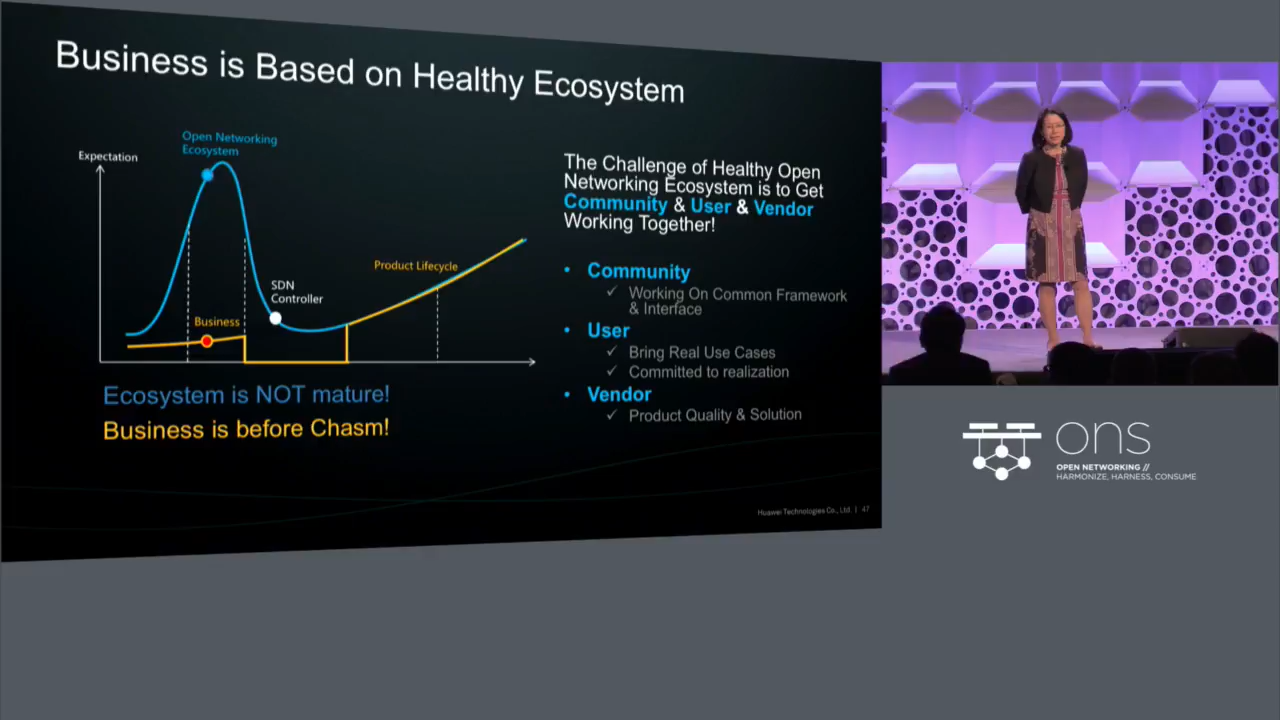 Business is Based on Healthy Ecosystem
Open Networking
Ecosystem
Expectation
SDN
Controller
Business
Product Lifecycle
Ecosystem is NOT mature!
Business is before Chasm!
The Challenge of Healthy Open
Networking Ecosystem is to Get
Community & User & Vendor
Working Together!
• Community
✓ Working On Common Framework
& Interface
• User
✓ Bring Real Use Cases
✓ Committed to realization
• Vendor
✓ Product Quality & Solution
Huawei Technologies Co., Ltd. | 47
ons
OPEN NETWORKING //
HARMONIZE, HARNESS, CONSUME